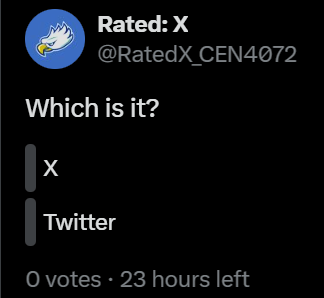 Rated: X
@RatedX_CEN4072
Which is it?
X
Twitter
0 votes · 23 hours left